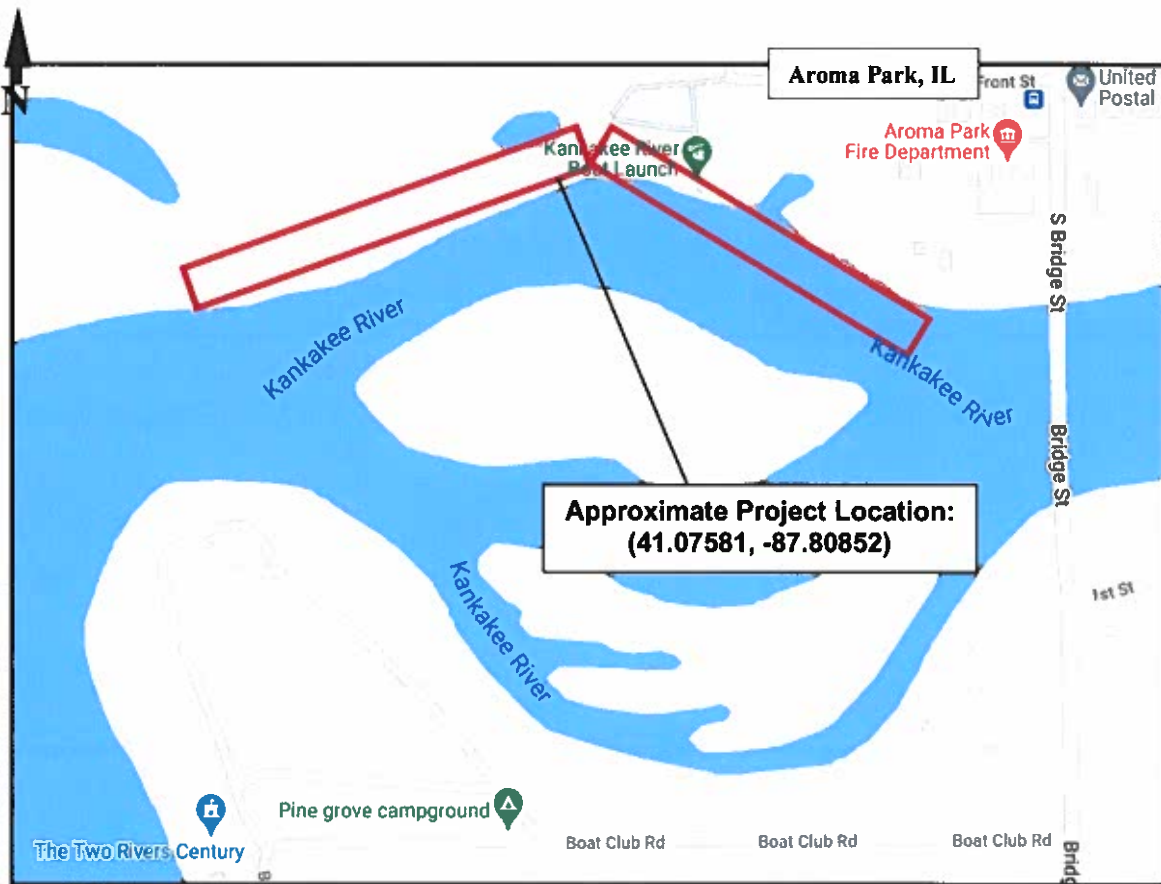 N
Aroma Park, IL
Front St
United
Postal
Aroma Park
Fire Department
Kankakee River
Boat Launch
S Bridge St
Kankakee River
Kankakee River
Bridge St
Approximate Project Location:
(41.07581, -87.80852)
Kankakee River
1st St
Pine grove campground
The Two Rivers Century
Boat Club Rd
Boat Club Rd
Boat Club Rd